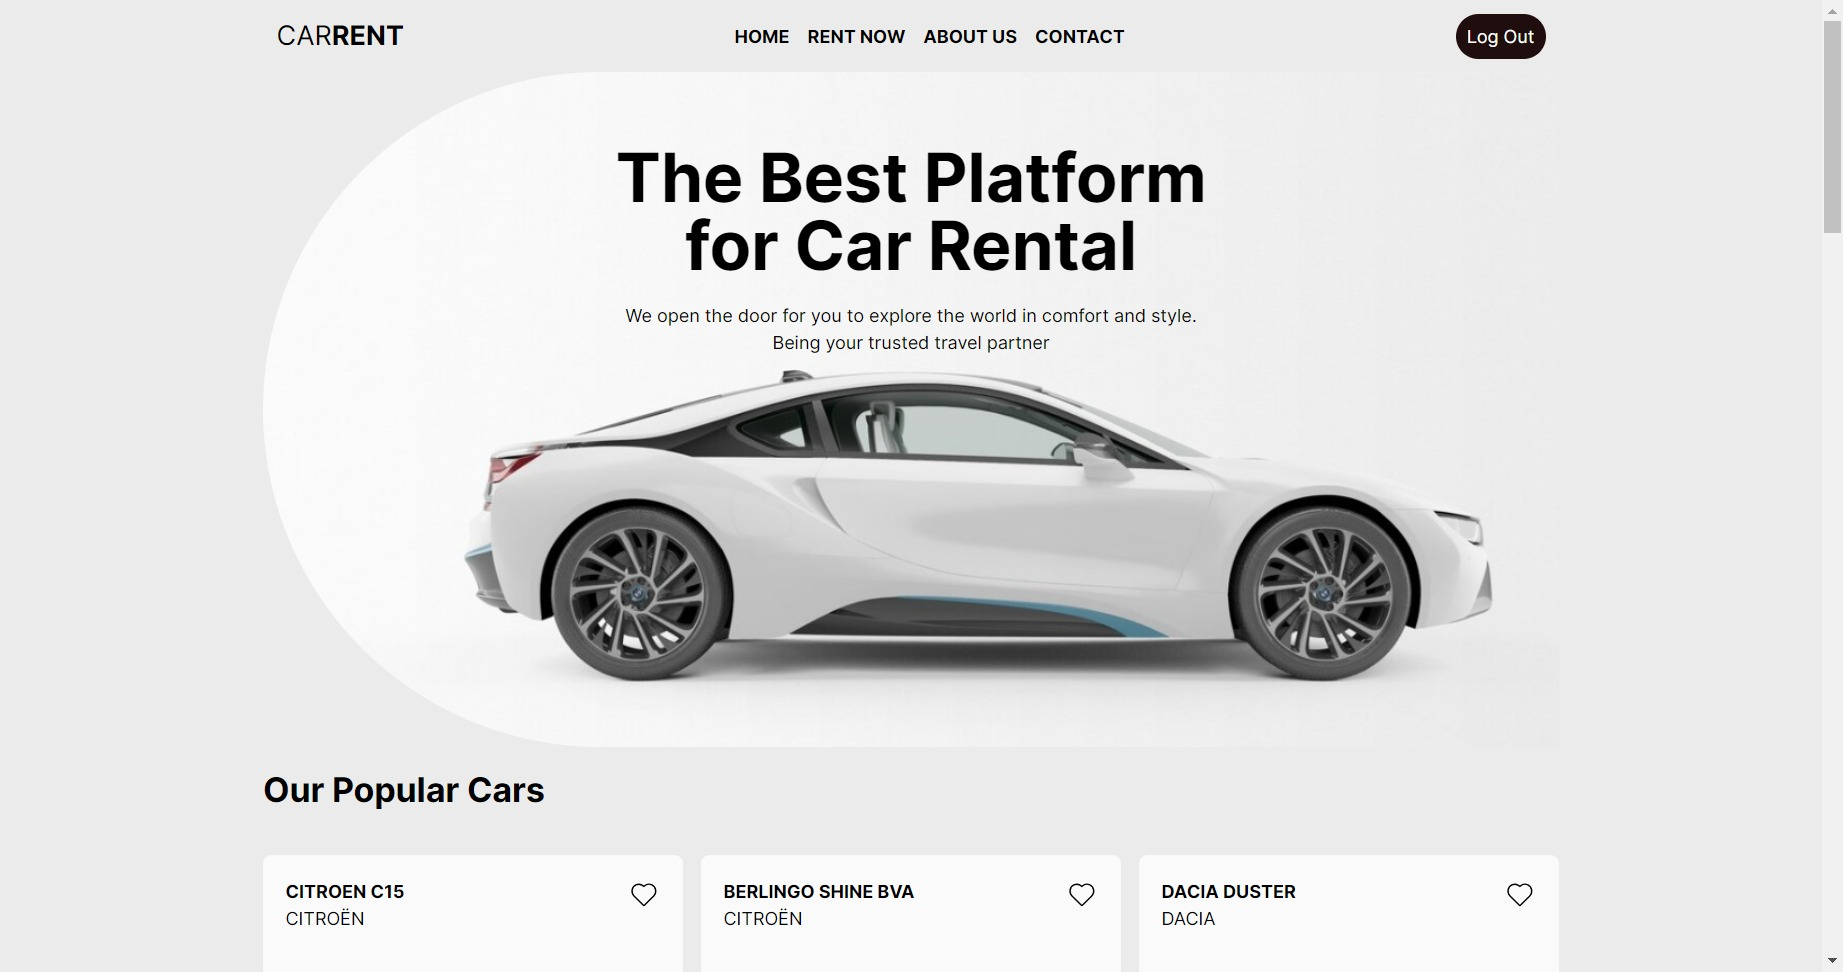 CARRENT
HOME RENT NOW ABOUT US CONTACT
Log Out
The Best Platform
for Car Rental
We open the door for you to explore the world in comfort and style.
Being your trusted travel partner
Our Popular Cars
CITROEN C15
CITROËN
BERLINGO SHINE BVA
CITROËN
DACIA DUSTER
DACIA